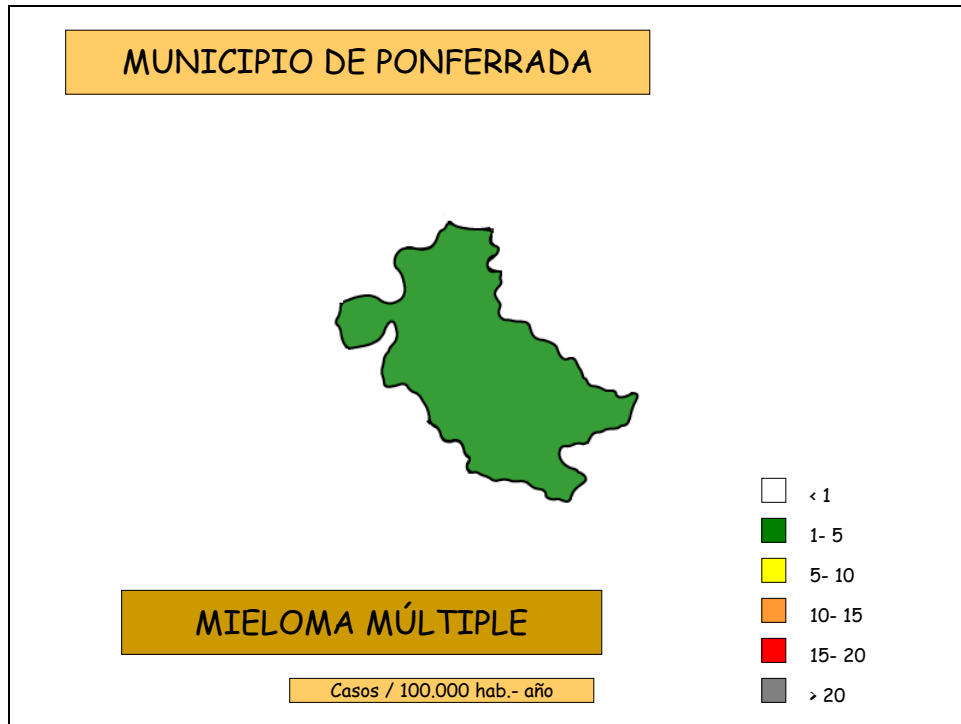 MUNICIPIO DE PONFERRADA
< 1
1- 5
5- 10
10- 15
15- 20
> 20
MIELOMA MÚLTIPLE
Casos / 100.000 hab.- año